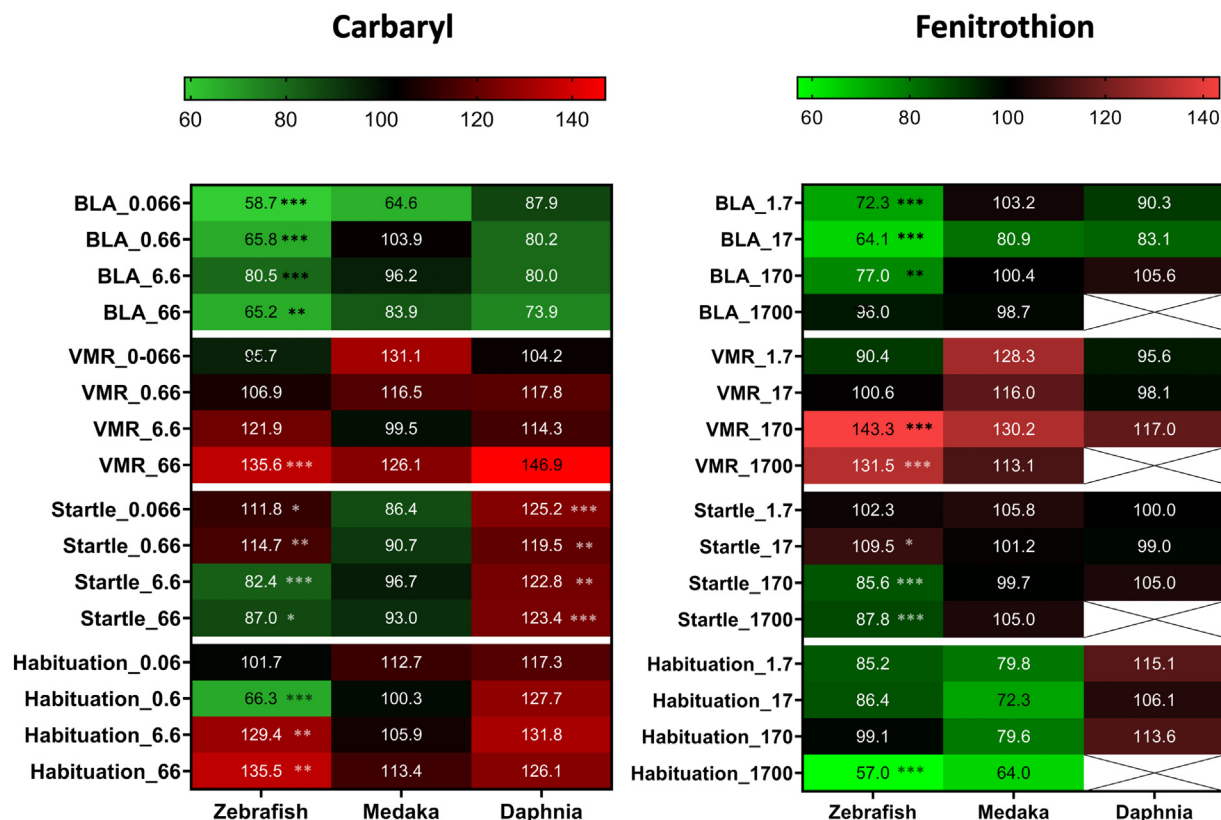 Carbaryl
60 80 100 120 140
BLA_0.066 58.7 *** 64.6 87.9
BLA_0.66 65.8 *** 103.9 80.2
BLA_6.6 80.5 *** 96.2 80.0
BLA_66 65.2 ** 83.9 73.9
VMR_0-066 95.7 131.1 104.2
VMR_0.66 106.9 116.5 117.8
VMR_6.6 121.9 99.5 114.3
VMR_66 135.6 *** 126.1 146.9
Startle_0.066 111.8 * 86.4 125.2 ***
Startle_0.66 114.7 ** 90.7 119.5 **
Startle_6.6 82.4 *** 96.7 122.8 **
Startle_66 87.0 * 93.0 123.4 ***
Habituation_0.06 101.7 112.7 117.3
Habituation_0.6 66.3 *** 100.3 127.7
Habituation_6.6 129.4 ** 105.9 131.8
Habituation_66 135.5 ** 113.4 126.1
Zebrafish Medaka Daphnia
Fenitrothion
60 80 100 120 140
BLA_1.7 72.3 *** 103.2 90.3
BLA_17 64.1 *** 80.9 83.1
BLA_170 77.0 ** 100.4 105.6
BLA_1700 98.7
VMR_1.7 90.4 128.3 95.6
VMR_17 100.6 116.0 98.1
VMR_170 143.3 *** 130.2 117.0
VMR_1700 131.5 *** 113.1
Startle_1.7 102.3 105.8 100.0
Startle_17 109.5 * 101.2 99.0
Startle_170 85.6 *** 99.7 105.0
Startle_1700 87.8 *** 105.0
Habituation_1.7 85.2 79.8 115.1
Habituation_17 86.4 72.3 106.1
Habituation_170 99.1 79.6 113.6
Habituation_1700 57.0 *** 64.0
Zebrafish Medaka Daphnia